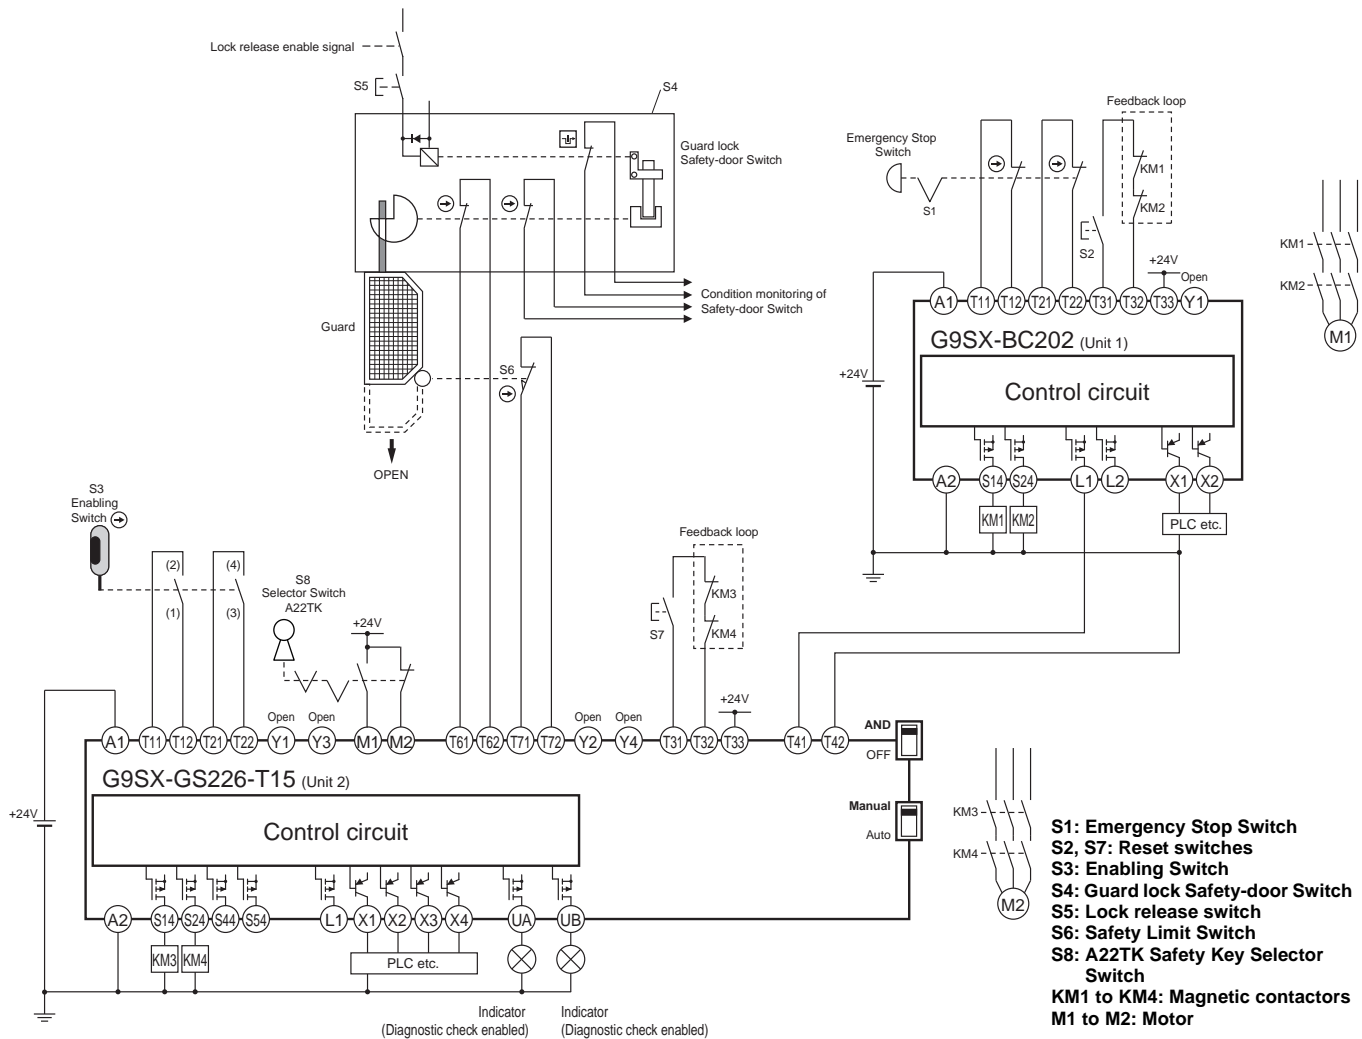 Lock release enable signal
S5
S4
Guard lock
Safety-door Switch
Condition monitoring of
Safety-door Switch
Guard
S6
OPEN
Emergency Stop
Switch
S1
S2
Feedback loop
KM1
KM2
+24V
Open
A1 T11 T12 T21 T22 T31 T32 T33 Y1
G9SX-BC202 (Unit 1)
Control circuit
+24V
A2 S14 S24 L1 L2 X1 X2
KM1 KM2
PLC etc.
KM1
KM2
M1
S3
Enabling
Switch
(2) (4)
(1) (3)
S8
Selector Switch
A22TK
+24V
Feedback loop
KM3
KM4
S7
+24V
Open Open Open Open
A1 T11 T12 T21 T22 Y1 Y3 M1 M2 T61 T62 T71 T72 Y2 Y4 T31 T32 T33 T41 T42
AND
OFF
G9SX-GS226-T15 (Unit 2)
Control circuit
Manual
Auto
+24V
A2 S14 S24 S44 S54 L1 X1 X2 X3 X4 UA UB
KM3 KM4
PLC etc.
Indicator
(Diagnostic check enabled)
Indicator
(Diagnostic check enabled)
KM3
KM4
M2
S1: Emergency Stop Switch
S2, S7: Reset switches
S3: Enabling Switch
S4: Guard lock Safety-door Switch
S5: Lock release switch
S6: Safety Limit Switch
S8: A22TK Safety Key Selector
Switch
KM1 to KM4: Magnetic contactors
M1 to M2: Motor